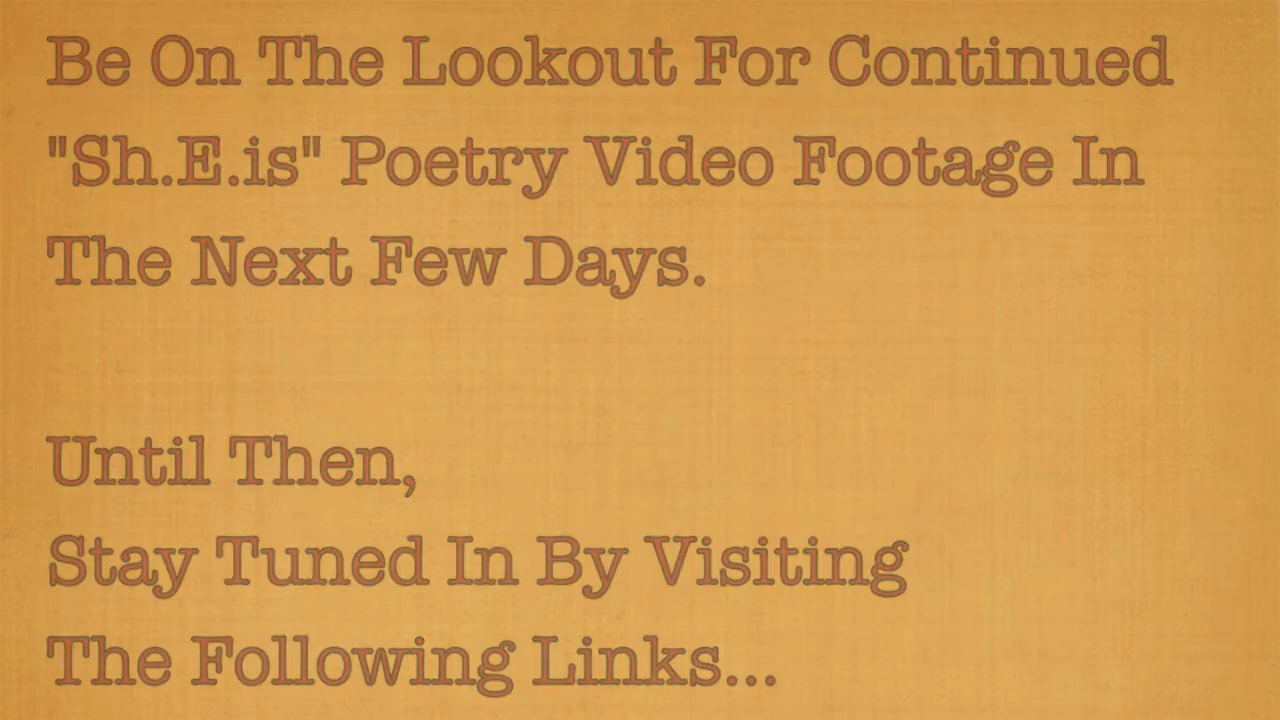 Be On The Lookout For Continued
"Sh.E.is" Poetry Video Footage In
The Next Few Days.
Until Then,
Stay Tuned In By Visiting
The Following Links...